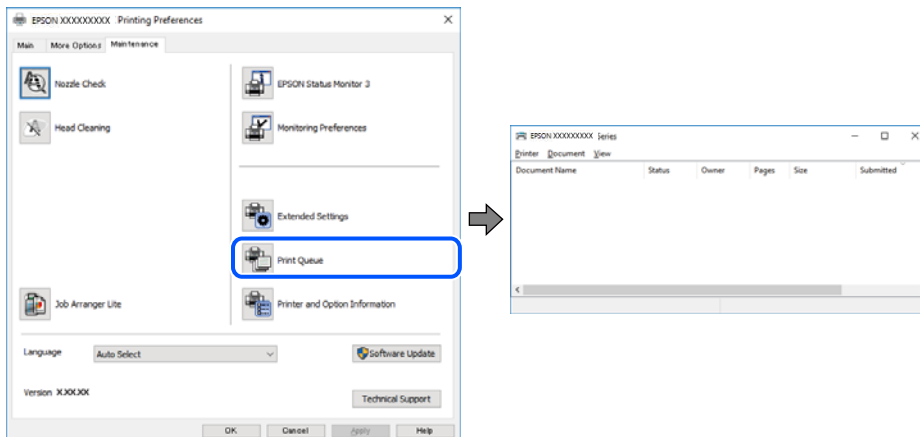 EPSON XXXXXXXXX Printing Preferences
Main More Options Maintenance
Nozzle Check
EPSON Status Monitor 3
Head Cleaning
Monitoring Preferences
Extended Settings
Print Queue
Job Arranger Lite
Printer and Option Information
Language Auto Select
Software Update
Version X.XX.XX
Technical Support
OK Cancel Apply Help
EPSON XXXXXXXXX Series
Printer Document View
Document Name Status Owner Pages Size Submitted